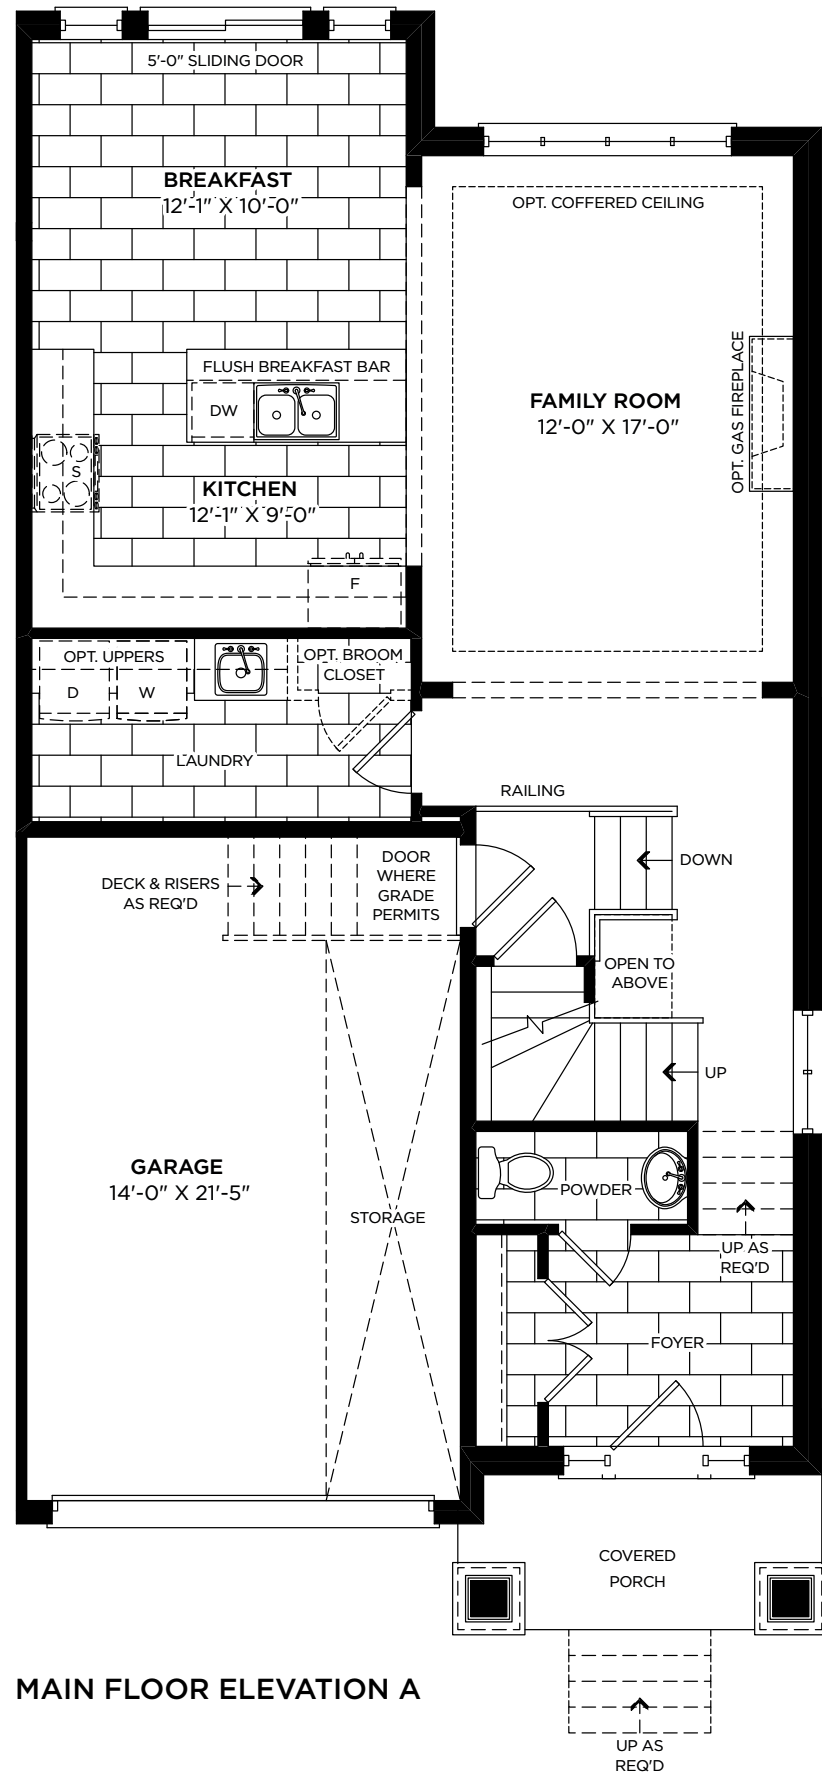 5'-0" SLIDING DOOR
BREAKFAST
12'-1" X 10'-0"
OPT. COFFERED CEILING
FLUSH BREAKFAST BAR
DW
OPT. GAS FIREPLACE
FAMILY ROOM
12'-0" X 17'-0"
S
KITCHEN
12'-1" X 9'-0"
F
OPT. UPPERS
OPT. BROOM
CLOSET
D
W
LAUNDRY
RAILING
DECK & RISERS
AS REQ'D
DOOR
WHERE
GRADE
PERMITS
DOWN
OPEN TO
ABOVE
UP
GARAGE
14'-0" X 21'-5"
STORAGE
POWDER
UP AS
REQ'D
FOYER
COVERED
PORCH
MAIN FLOOR ELEVATION A
UP AS
REQ'D